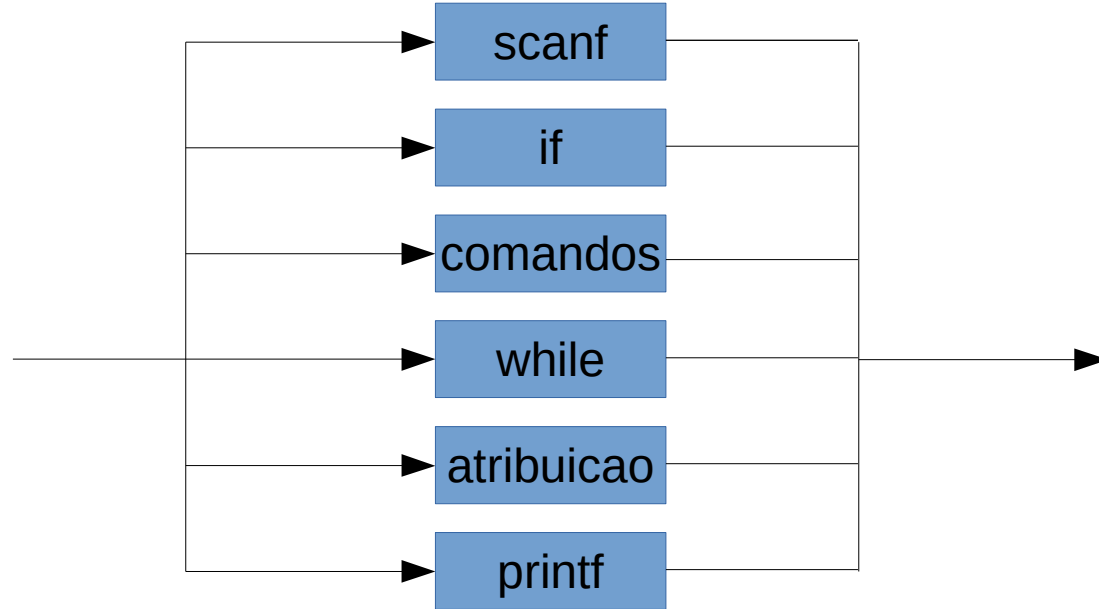 scanf
if
comandos
while
atribuicao
printf